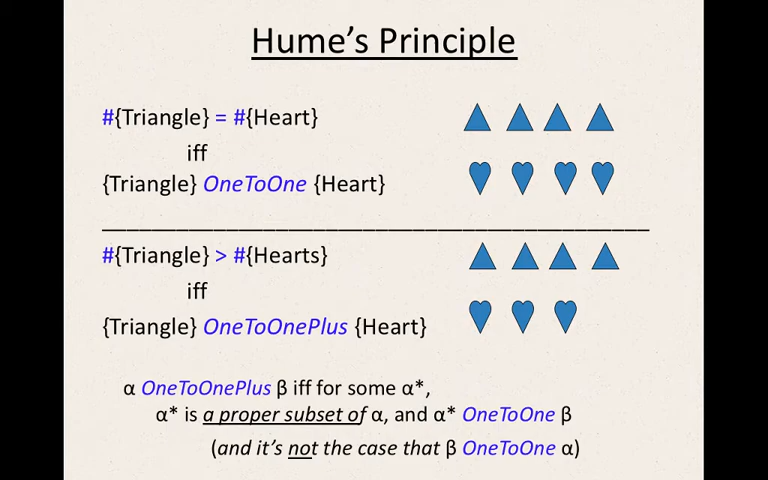 Hume's Principle
#{Triangle} = #{Heart}
iff
{Triangle} OneToOne {Heart}
#{Triangle} > #{Hearts}
iff
{Triangle} OneToOnePlus {Heart}
α OneToOnePlus β iff for some α*,
α* is a proper subset of α, and α* OneToOne β
(and it's not the case that β OneToOne α)